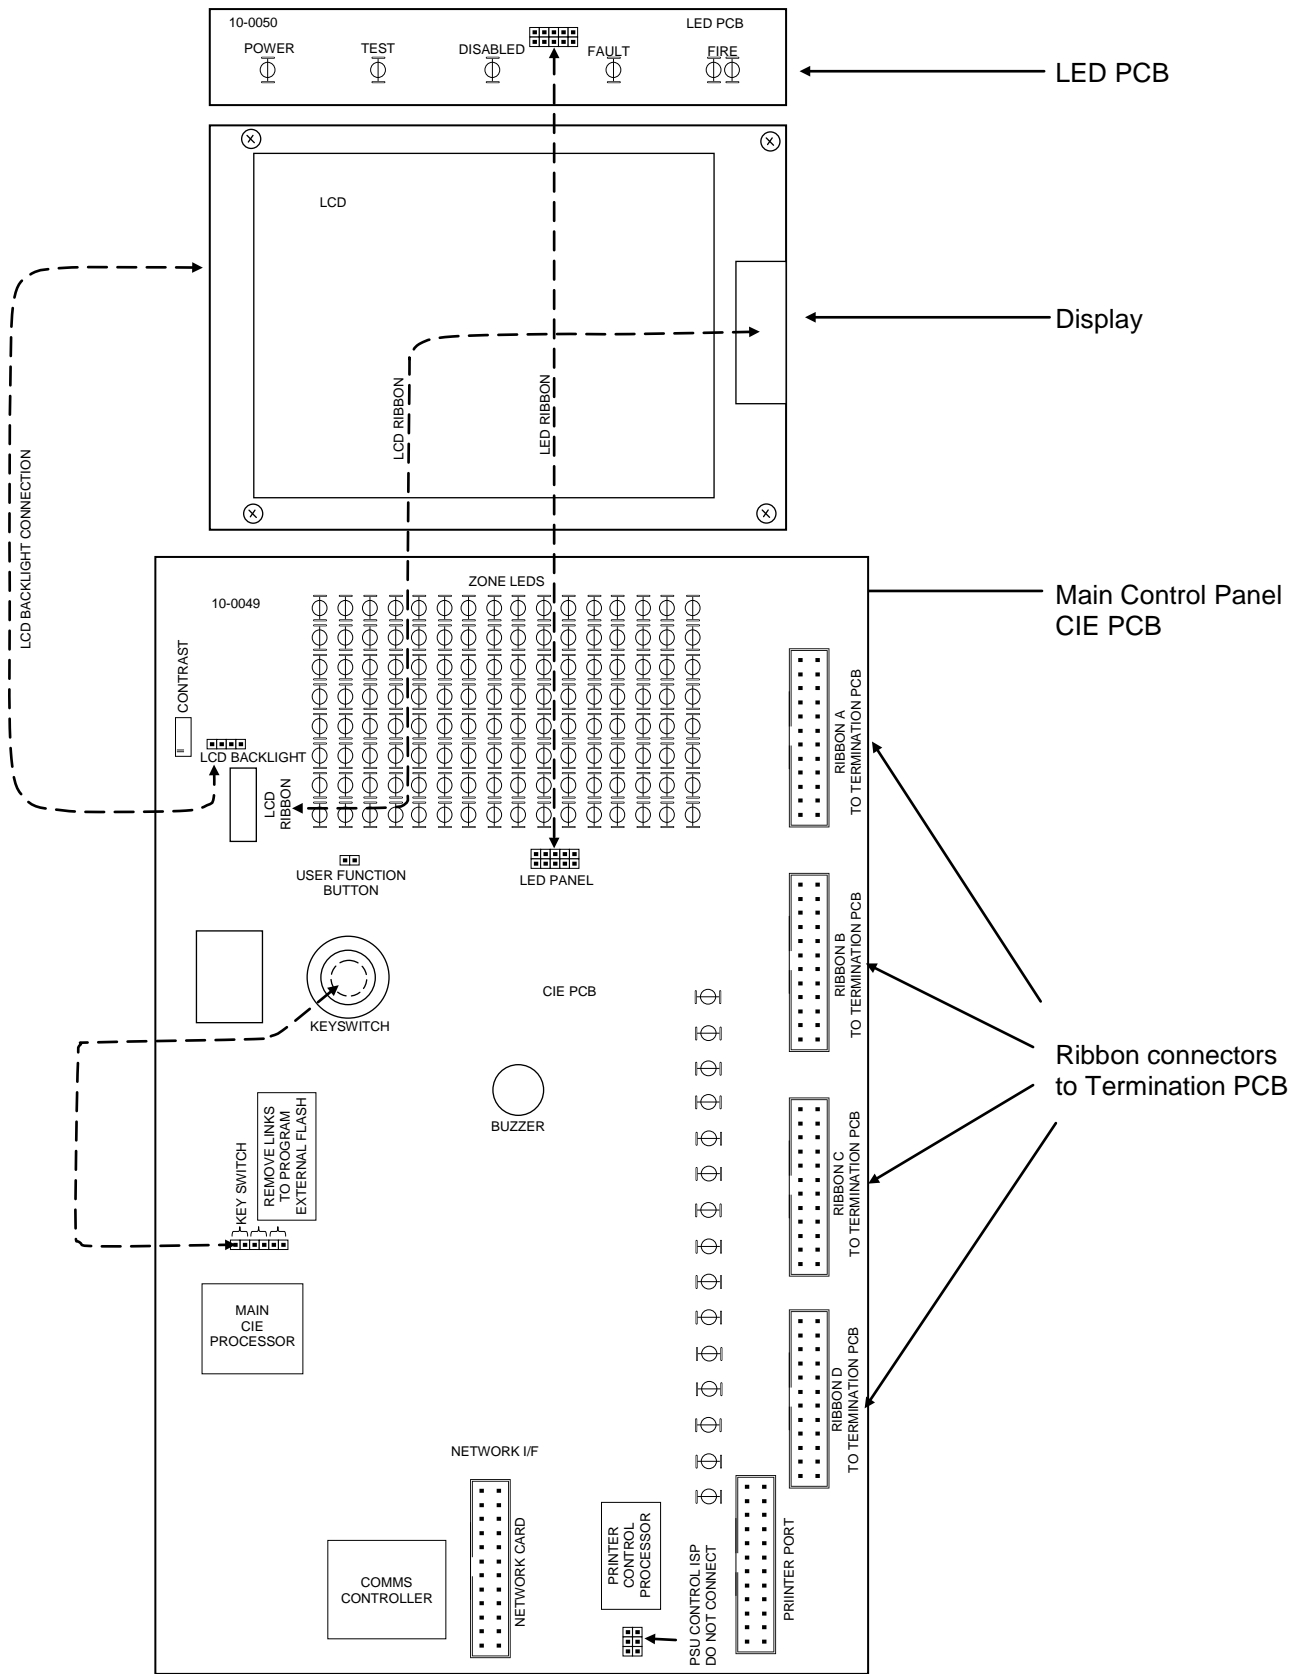 10-0050
LED PCB
POWER
TEST
DISABLED
FAULT
FIRE
LED PCB
LCD
Display
LCD RIBBON
LED RIBBON
LCD BACKLIGHT CONNECTION
ZONE LEDS
10-0049
Main Control Panel
CIE PCB
CONTRAST
LCD BACKLIGHT
LCD
RIBBON
RIBBON A
TO TERMINATION PCB
USER FUNCTION
BUTTON
LED PANEL
RIBBON B
TO TERMINATION PCB
CIE PCB
KEYSWITCH
Ribbon connectors
to Termination PCB
BUZZER
KEY SWITCH
REMOVE LINKS
TO PROGRAM
EXTERNAL FLASH
RIBBON C
TO TERMINATION PCB
MAIN
CIE
PROCESSOR
RIBBON D
TO TERMINATION PCB
NETWORK I/F
NETWORK CARD
COMMS
CONTROLLER
PRINTER
CONTROL
PROCESSOR
PSU CONTROL ISP
DO NOT CONNECT
PRIINTER PORT